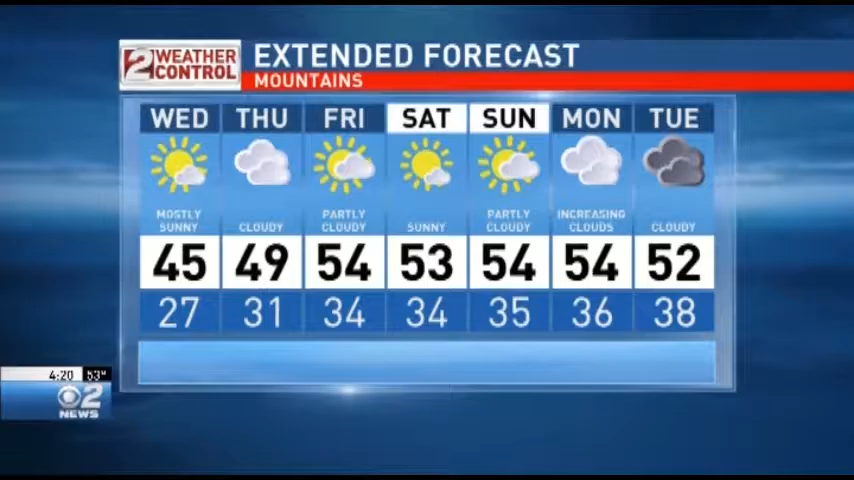 2 WEATHER
CONTROL
EXTENDED FORECAST
MOUNTAINS
WED THU FRI SAT SUN MON TUE
MOSTLY SUNNY CLOUDY PARTLY CLOUDY SUNNY PARTLY CLOUDY INCREASING CLOUDS CLOUDY
45 49 54 53 54 54 52
27 31 34 34 35 36 38
4:20 53°
2
NEWS